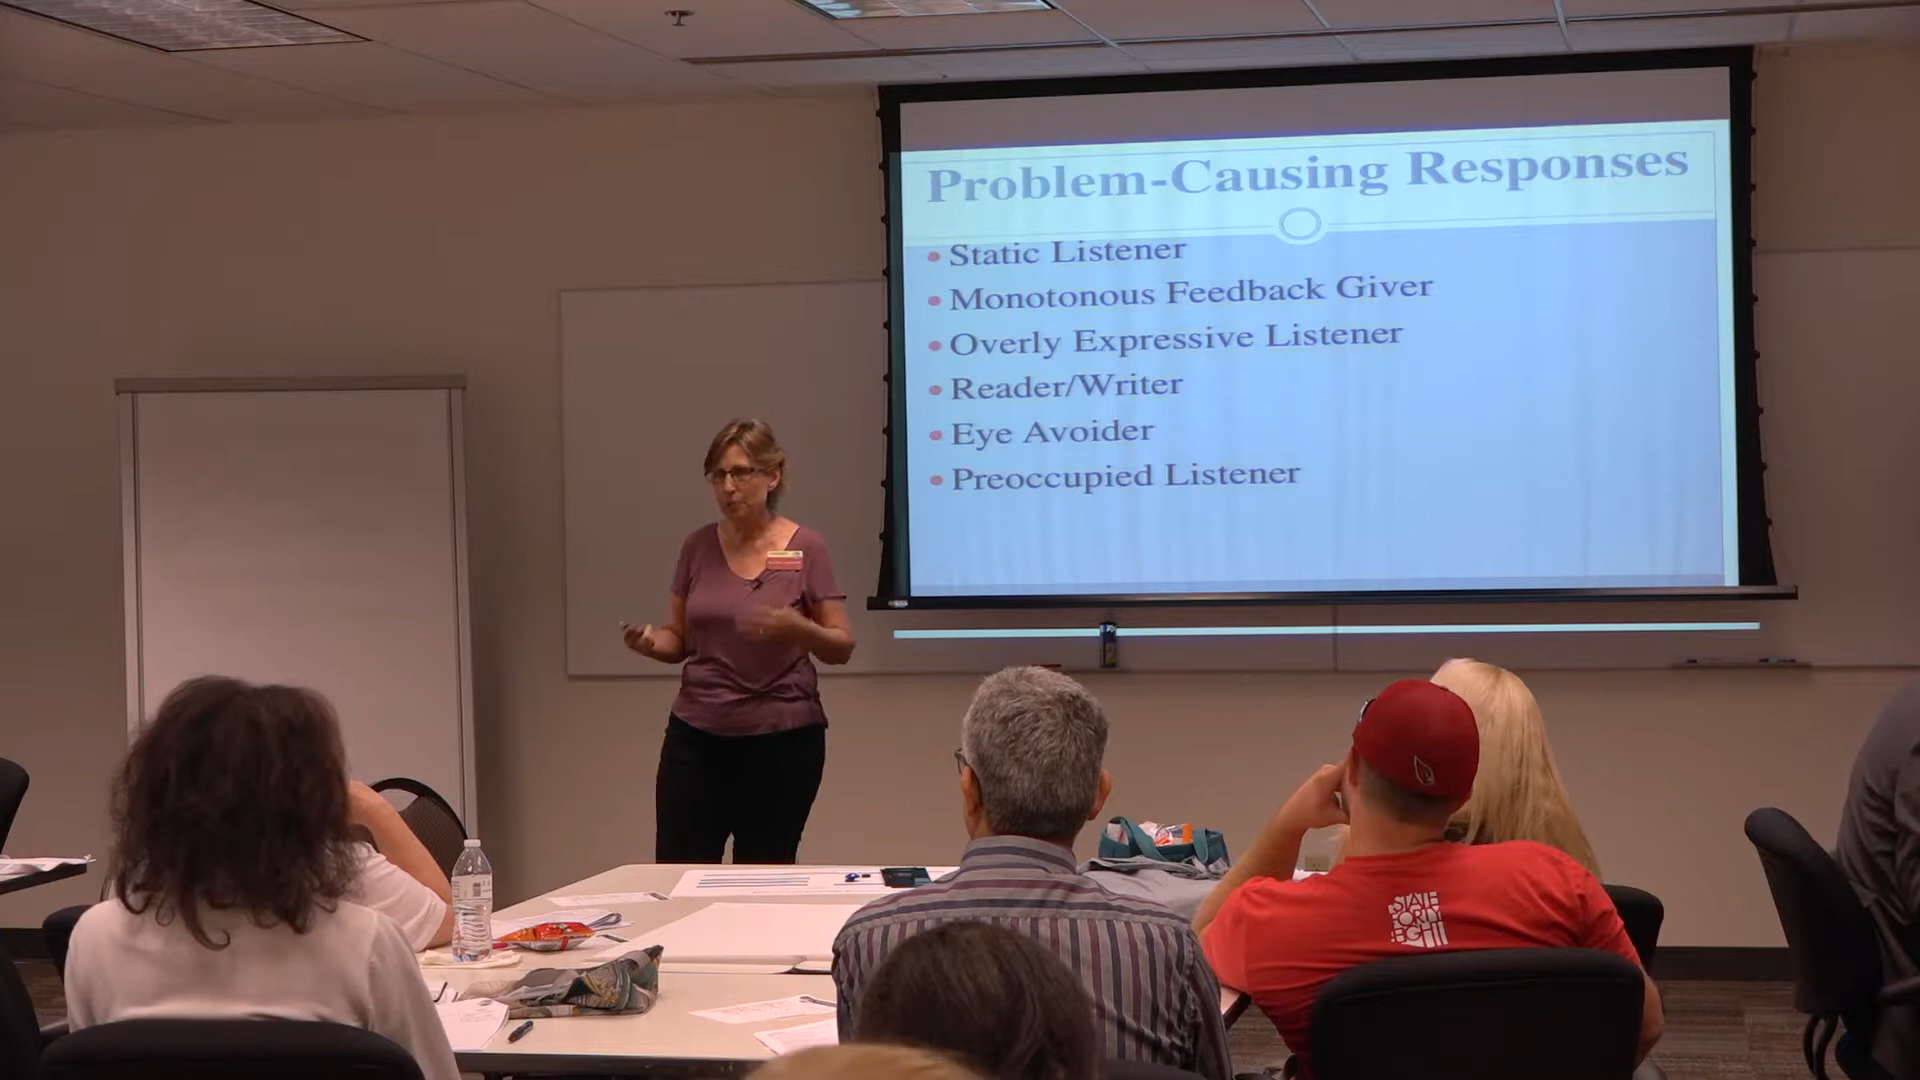 Problem-Causing Responses
Static Listener
Monotonous Feedback Giver
Overly Expressive Listener
Reader/Writer
Eye Avoider
Preoccupied Listener
STATE
FORTY